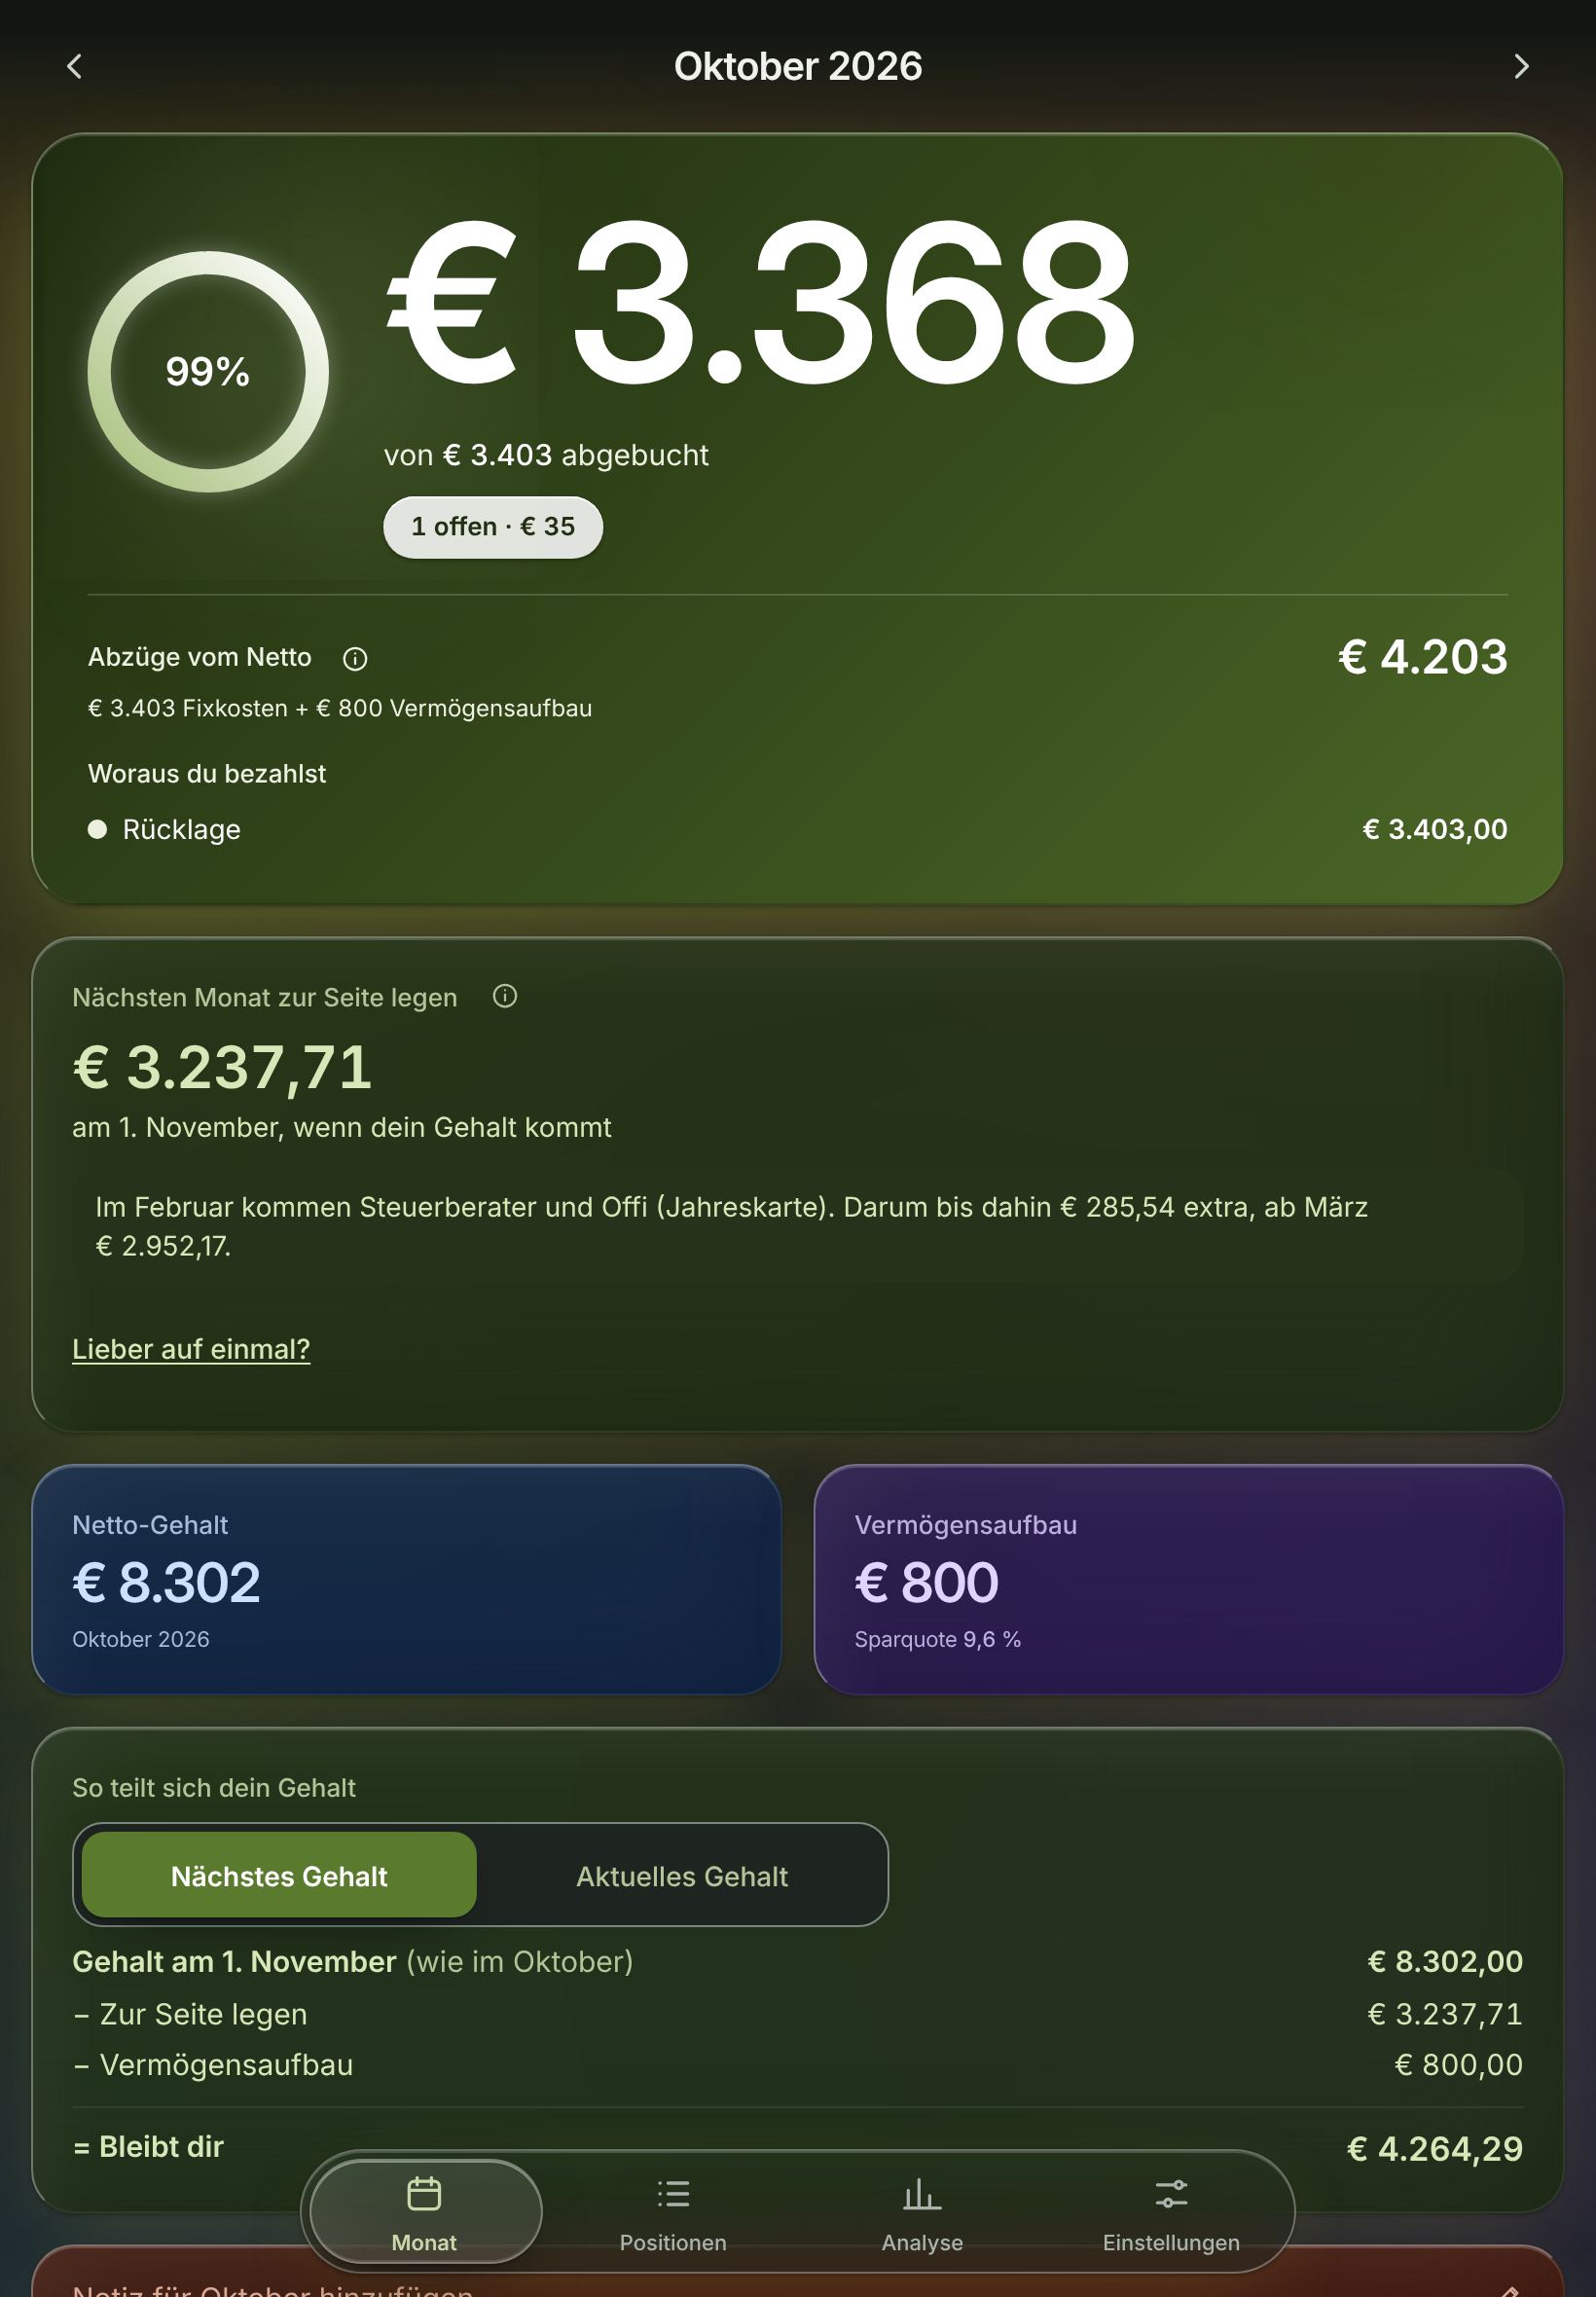 Oktober 2026
99%
€ 3.368
von € 3.403 abgebucht
1 offen · € 35
Abzüge vom Netto
€ 4.203
€ 3.403 Fixkosten + € 800 Vermögensaufbau
Woraus du bezahlst
Rücklage
€ 3.403,00
Nächsten Monat zur Seite legen
€ 3.237,71
am 1. November, wenn dein Gehalt kommt
Im Februar kommen Steuerberater und Offi (Jahreskarte). Darum bis dahin € 285,54 extra, ab März
€ 2.952,17.
Lieber auf einmal?
Netto-Gehalt
€ 8.302
Oktober 2026
Vermögensaufbau
€ 800
Sparquote 9,6 %
So teilt sich dein Gehalt
Nächstes Gehalt
Aktuelles Gehalt
Gehalt am 1. November (wie im Oktober)
€ 8.302,00
– Zur Seite legen
€ 3.237,71
– Vermögensaufbau
€ 800,00
= Bleibt dir
€ 4.264,29
Monat
Positionen
Analyse
Einstellungen
Notiz für Oktober hinzufügen